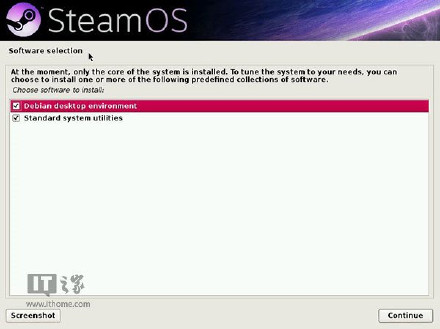 SteamOS
Software selection
At the moment, only the core of the system is installed. To tune the system to your needs, you can
choose to install one or more of the following predefined collections of software.
Choose software to install:
Debian desktop environment
Standard system utilities
IT之家
www.ithome.com
Screenshot
Continue